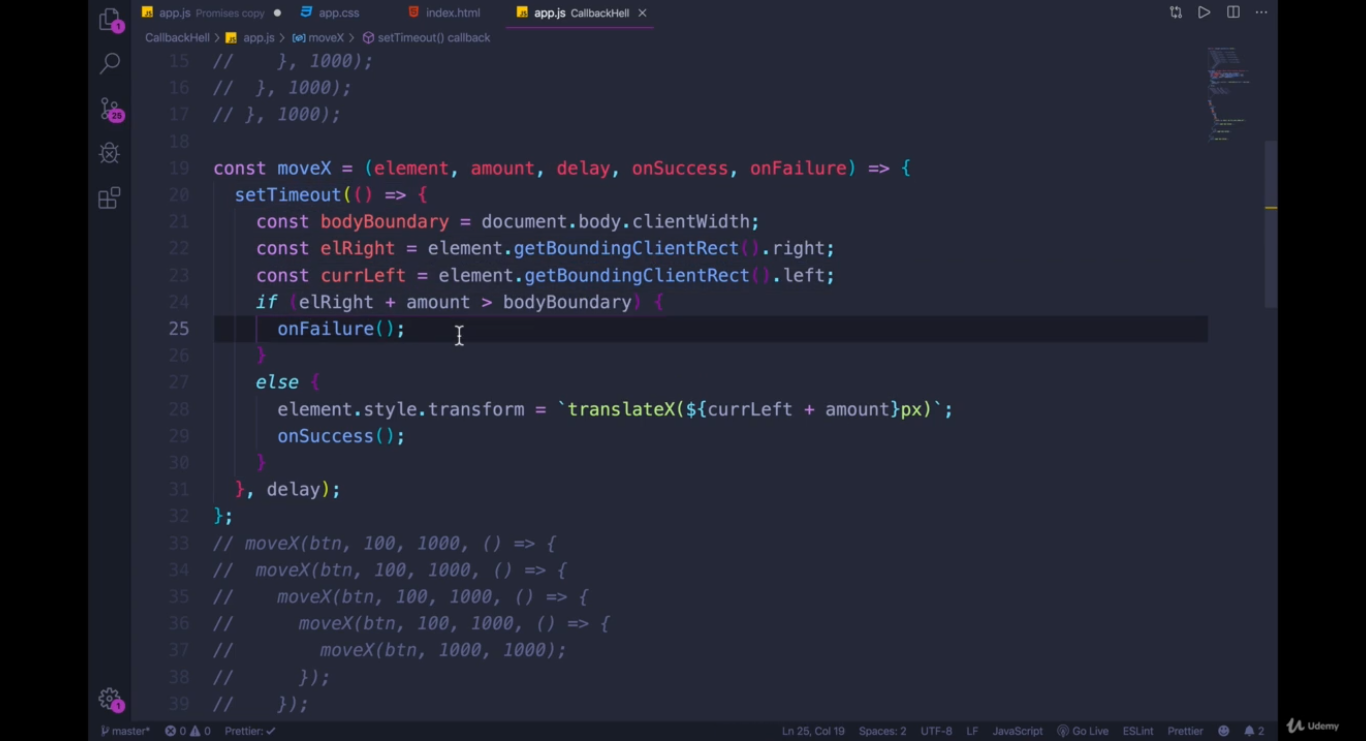 app.js Promises copy
app.css
index.html
app.js CallbackHell
CallbackHell > app.js > moveX > setTimeout() callback
1
25
15 //    }, 1000);
16 //  }, 1000);
17 // }, 1000);
18
19 const moveX = (element, amount, delay, onSuccess, onFailure) => {
20   setTimeout(() => {
21     const bodyBoundary = document.body.clientWidth;
22     const elRight = element.getBoundingClientRect().right;
23     const currLeft = element.getBoundingClientRect().left;
24     if (elRight + amount > bodyBoundary) {
25       onFailure();
26     }
27     else {
28       element.style.transform = `translateX(${currLeft + amount}px)`;
29       onSuccess();
30     }
31   }, delay);
32 };
33 // moveX(btn, 100, 1000, () => {
34 //  moveX(btn, 100, 1000, () => {
35 //    moveX(btn, 100, 1000, () => {
36 //      moveX(btn, 100, 1000, () => {
37 //        moveX(btn, 1000, 1000);
38 //      });
39 //    });
1
master* 0 0 Prettier: ✓ Ln 25, Col 19 Spaces: 2 UTF-8 LF JavaScript Go Live ESLint Prettier 2
Udemy